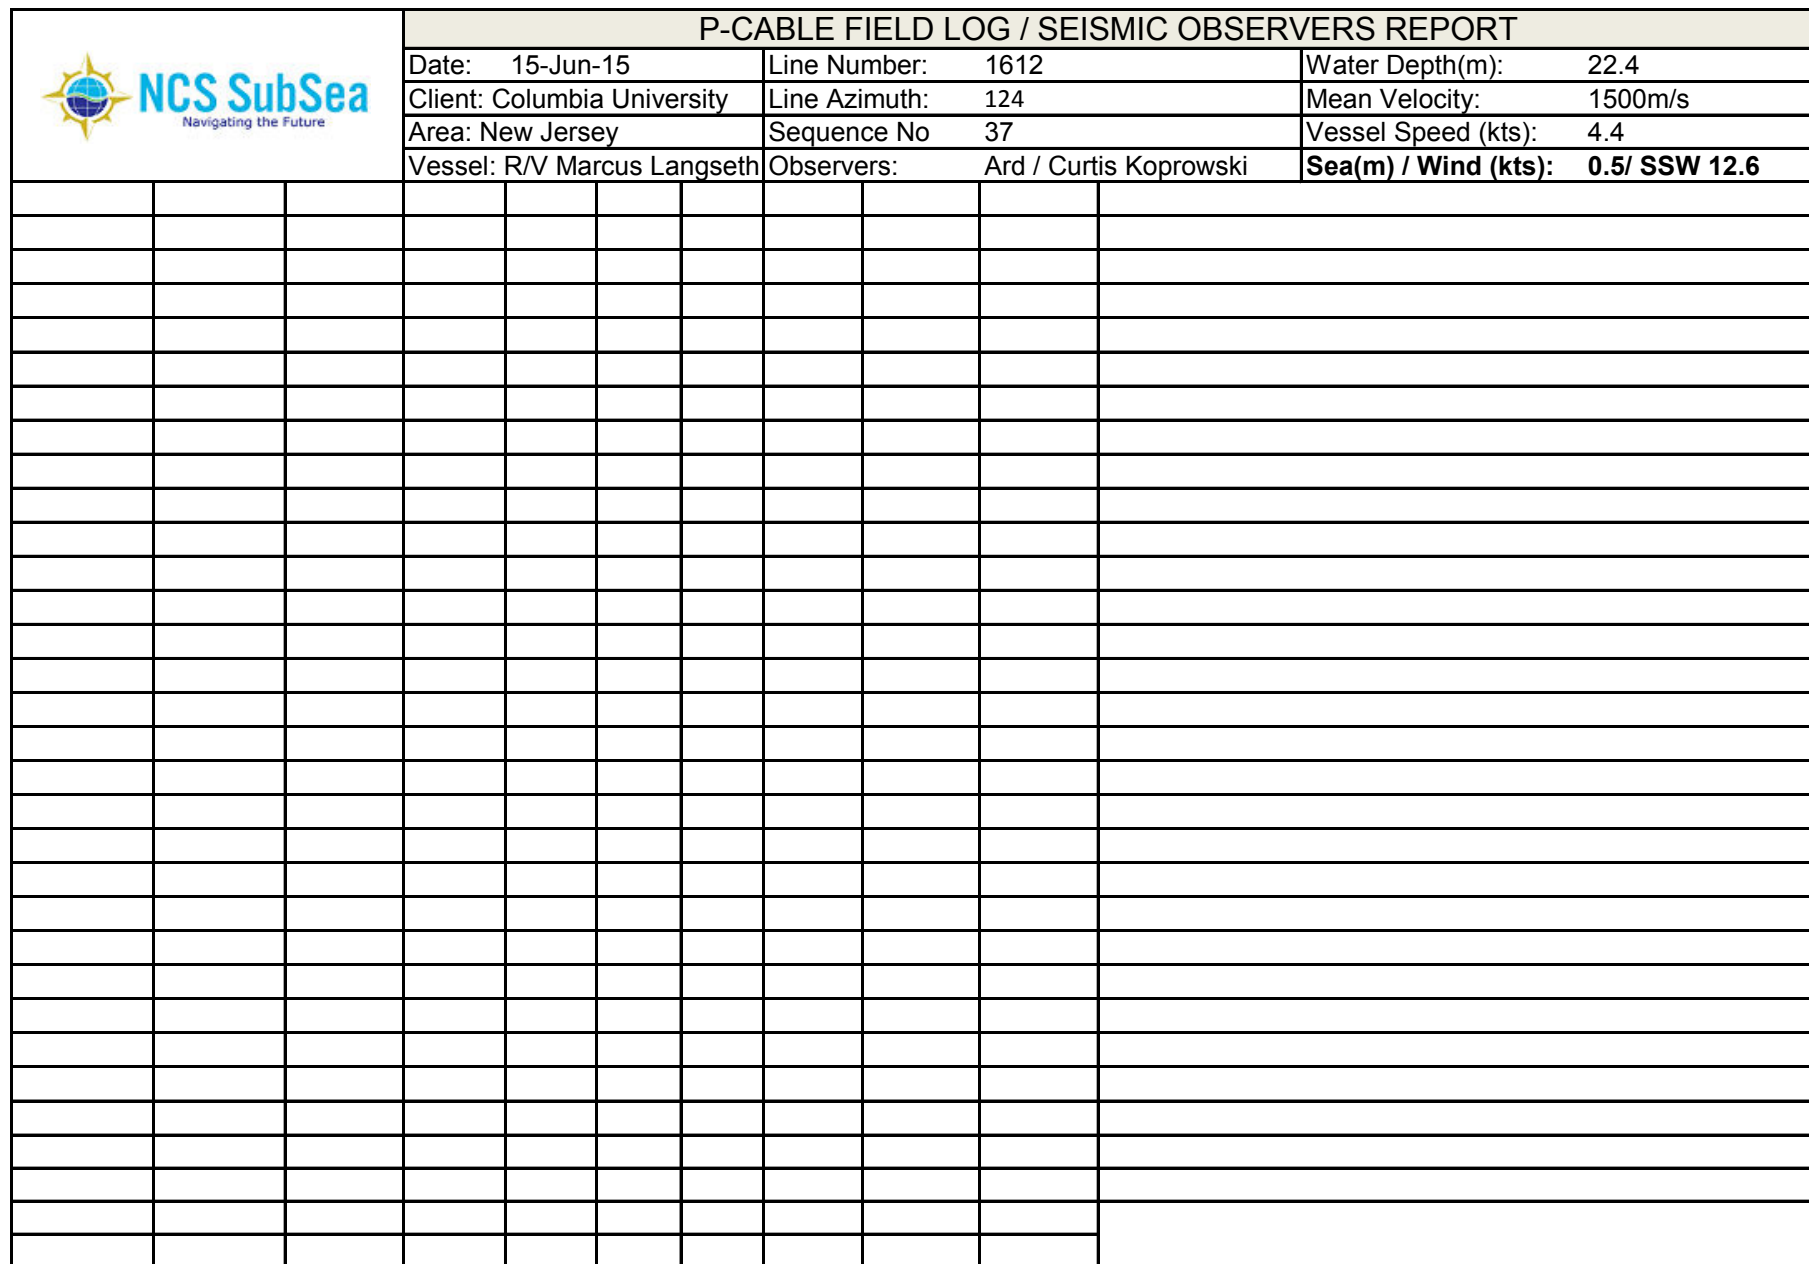 P-CABLE FIELD LOG / SEISMIC OBSERVERS REPORT
NCS SubSea
Navigating the Future
Date: 15-Jun-15 Line Number: 1612 Water Depth(m): 22.4
Client: Columbia University Line Azimuth: 124 Mean Velocity: 1500m/s
Area: New Jersey Sequence No 37 Vessel Speed (kts): 4.4
Vessel: R/V Marcus Langseth Observers: Ard / Curtis Koprowski Sea(m) / Wind (kts): 0.5/ SSW 12.6